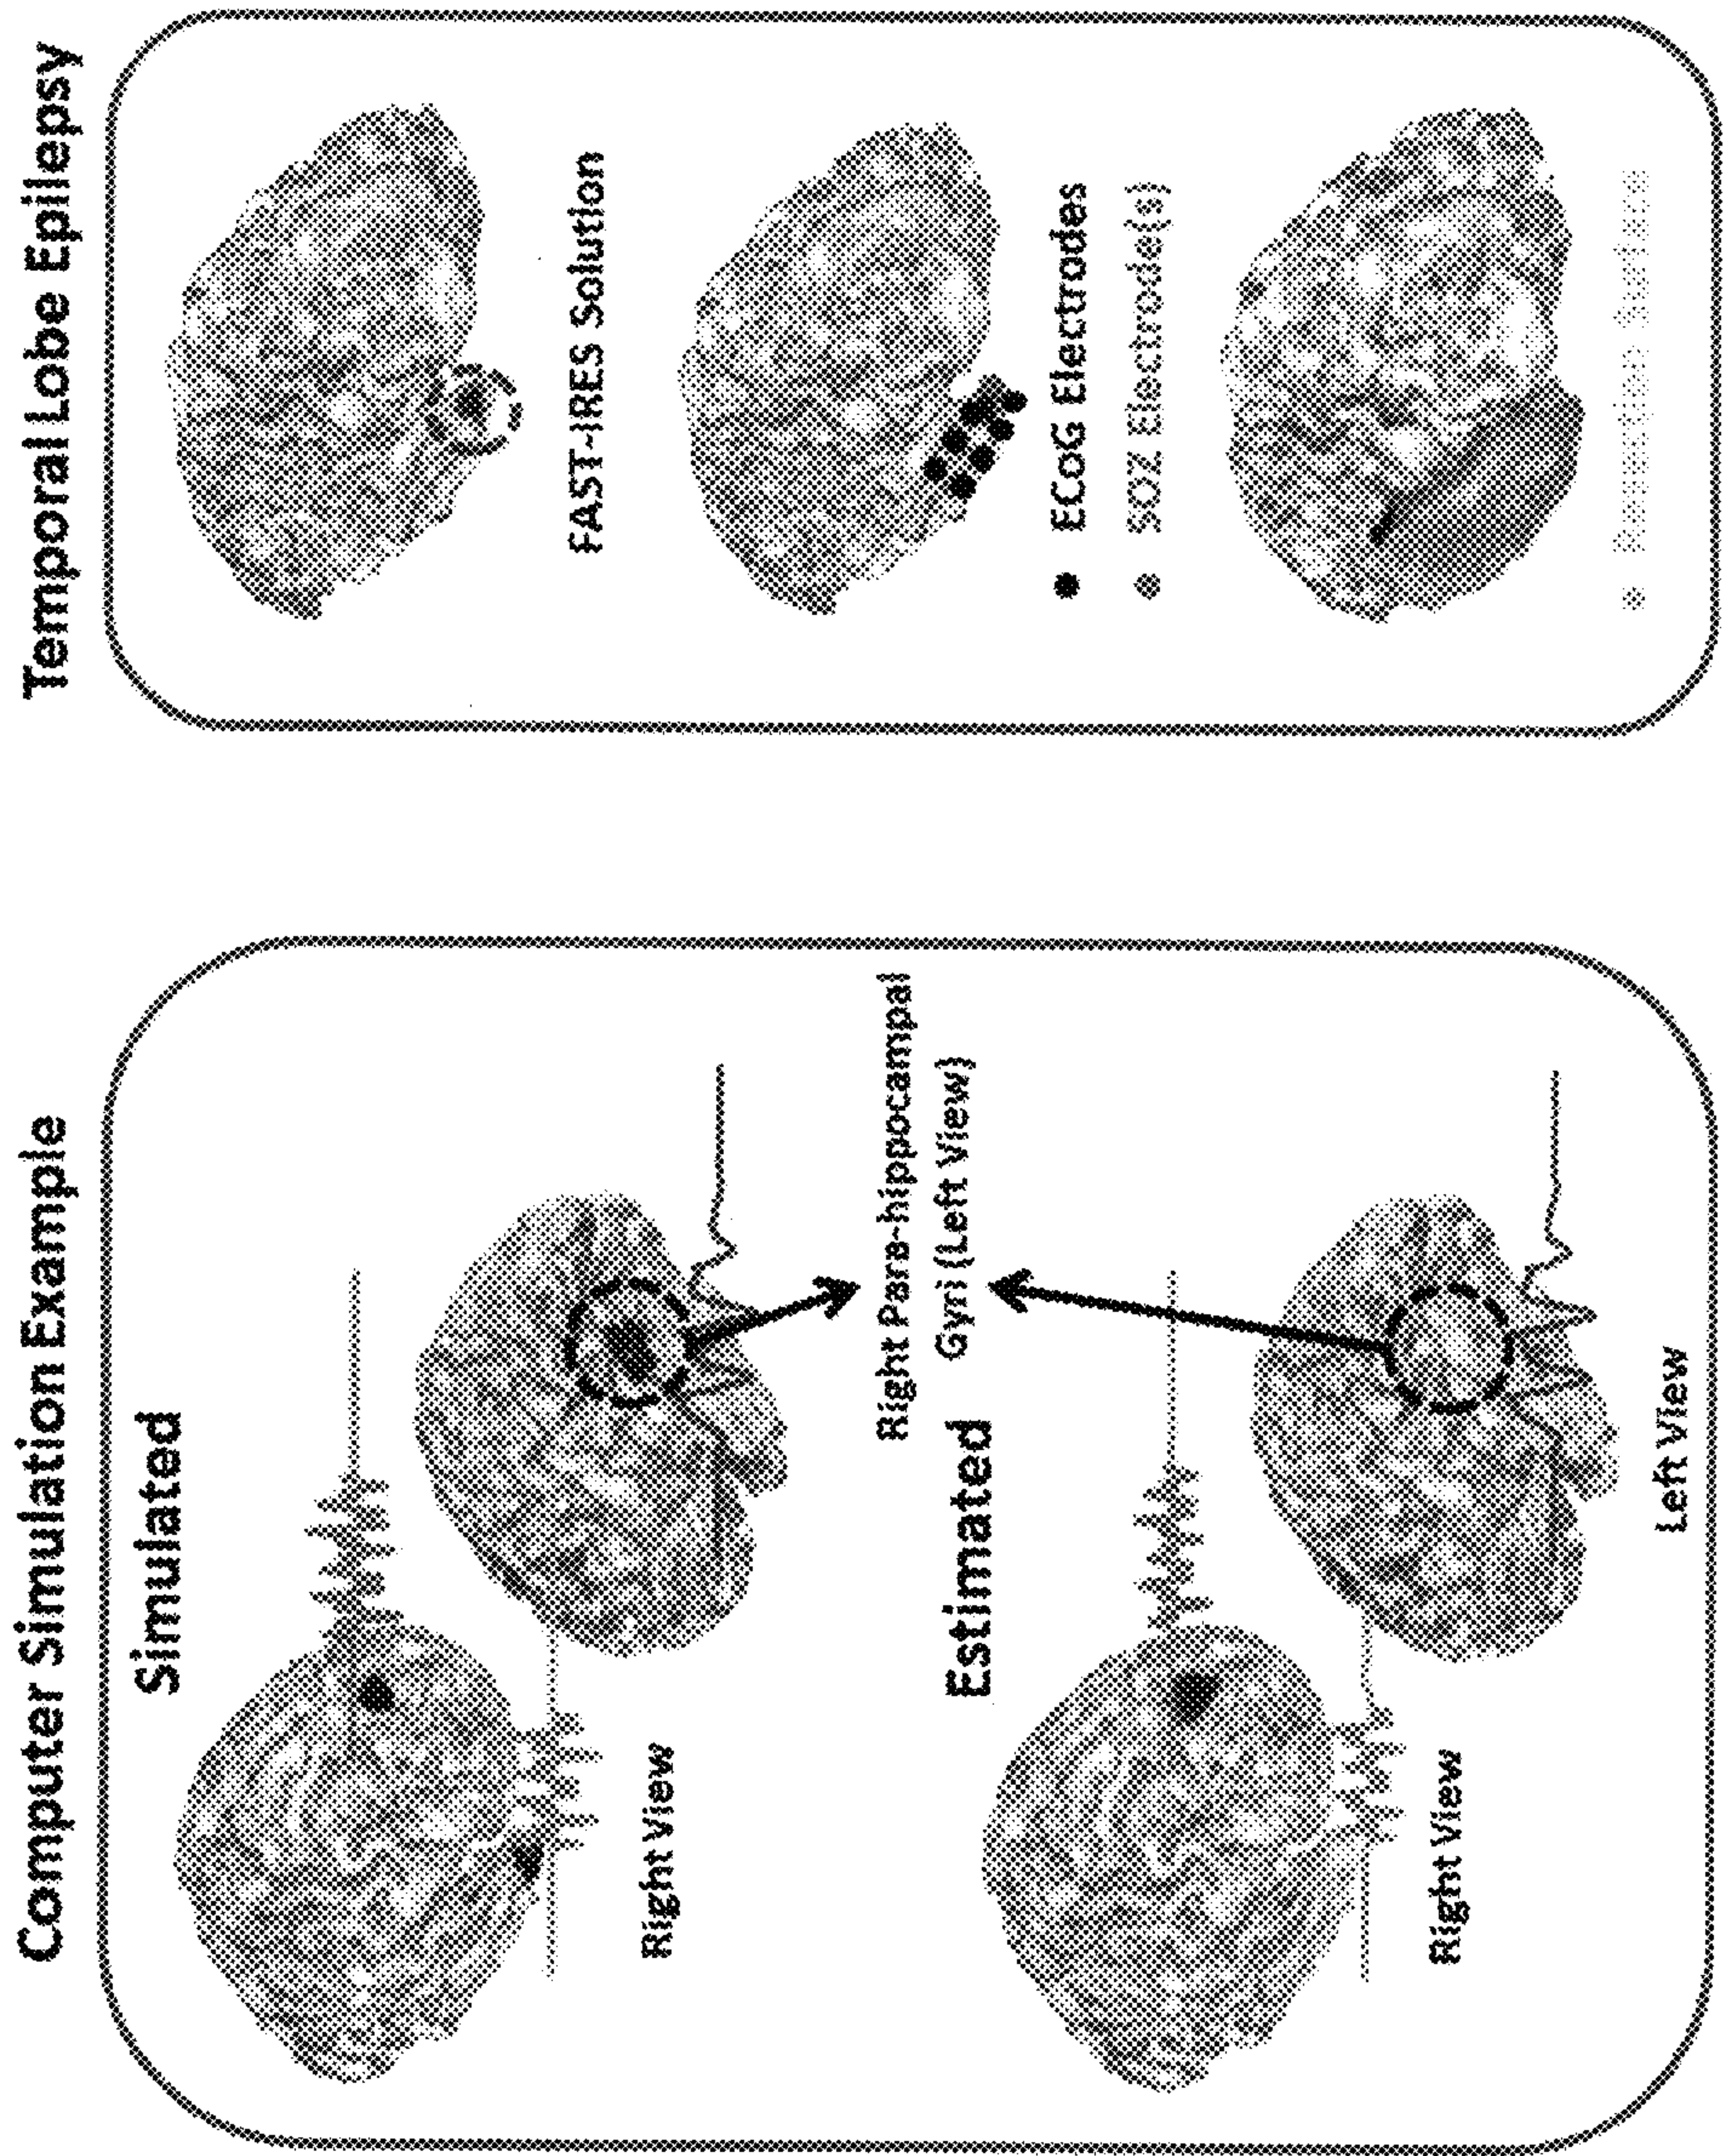 Computer Simulation Example
Simulated
Right View
Right Para-hippocampal
Gyri (Left View)
Estimated
Right View
Left View
Temporal Lobe Epilepsy
FAST-IRES Solution
ECoG Electrodes
SOZ Electrode(s)